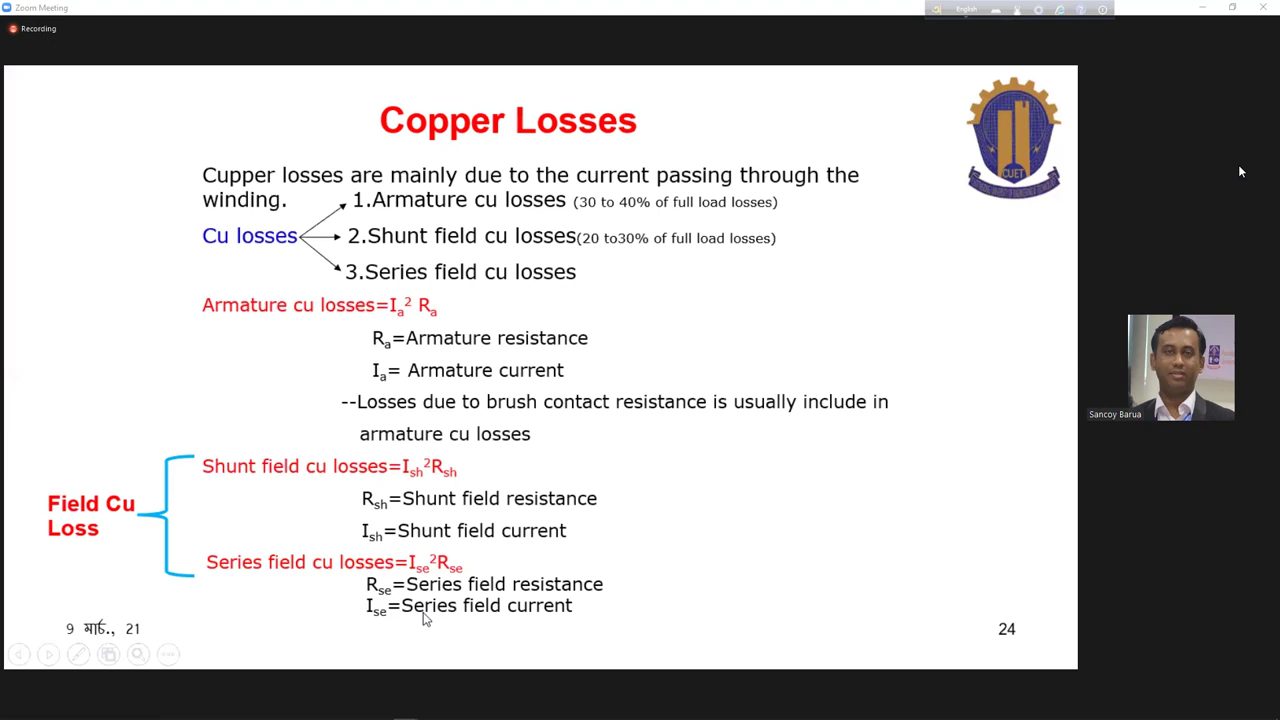 Zoom Meeting
English
Recording
Copper Losses
Cupper losses are mainly due to the current passing through the
winding.
1.Armature cu losses (30 to 40% of full load losses)
Cu losses
2.Shunt field cu losses(20 to30% of full load losses)
3.Series field cu losses
Armature cu losses=Iₐ² Rₐ
Rₐ=Armature resistance
Iₐ= Armature current
--Losses due to brush contact resistance is usually include in
armature cu losses
Shunt field cu losses=Ish²Rsh
Rsh=Shunt field resistance
Ish=Shunt field current
Field Cu
Loss
Series field cu losses=Ise²Rse
Rse=Series field resistance
Ise=Series field current
9 মার্চ., 21
24
CUET
Sancoy Barua